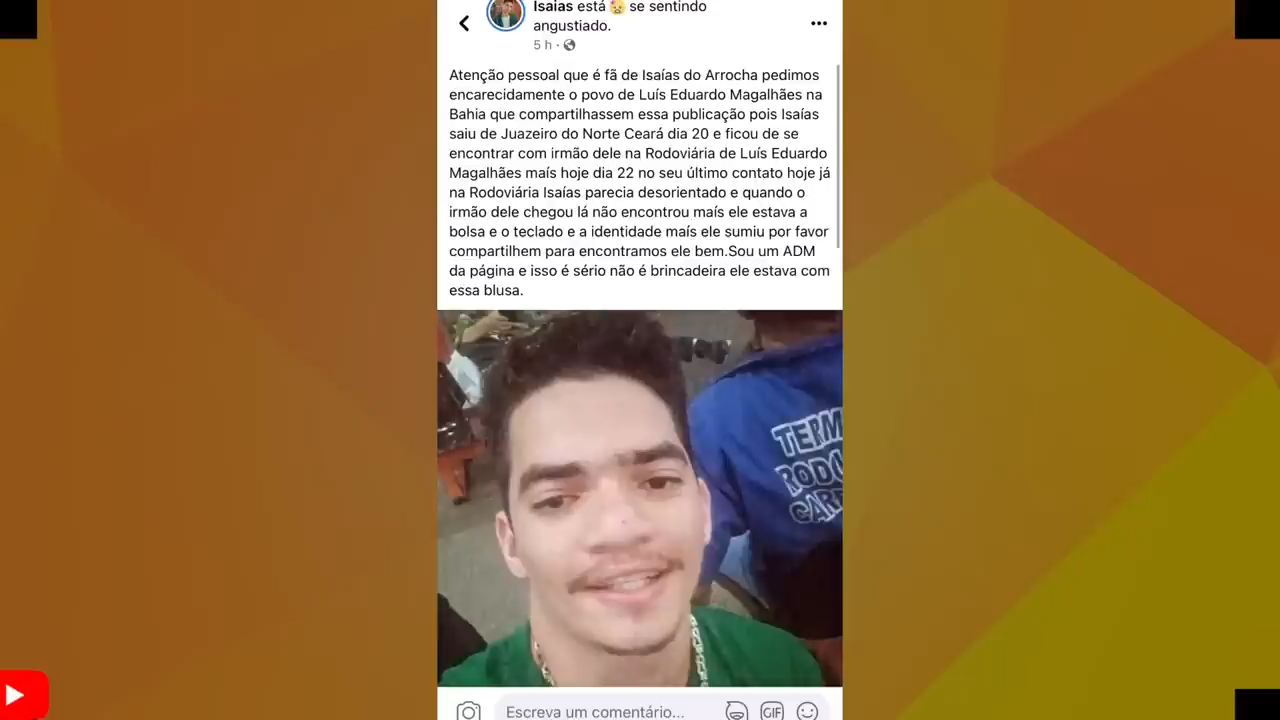 Isaias está se sentindo
angustiado.
5 h ·
Atenção pessoal que é fã de Isaías do Arrocha pedimos
encarecidamente o povo de Luís Eduardo Magalhães na
Bahia que compartilhassem essa publicação pois Isaías
saiu de Juazeiro do Norte Ceará dia 20 e ficou de se
encontrar com irmão dele na Rodoviária de Luís Eduardo
Magalhães mais hoje dia 22 no seu último contato hoje já
na Rodoviária Isaías parecia desorientado e quando o
irmão dele chegou lá não encontrou mais ele estava a
bolsa e o teclado e a identidade mais ele sumiu por favor
compartilhem para encontramos ele bem.Sou um ADM
da página e isso é sério não é brincadeira ele estava com
essa blusa.
TERM
RODO
CARI
Escreva um comentário...
GIF